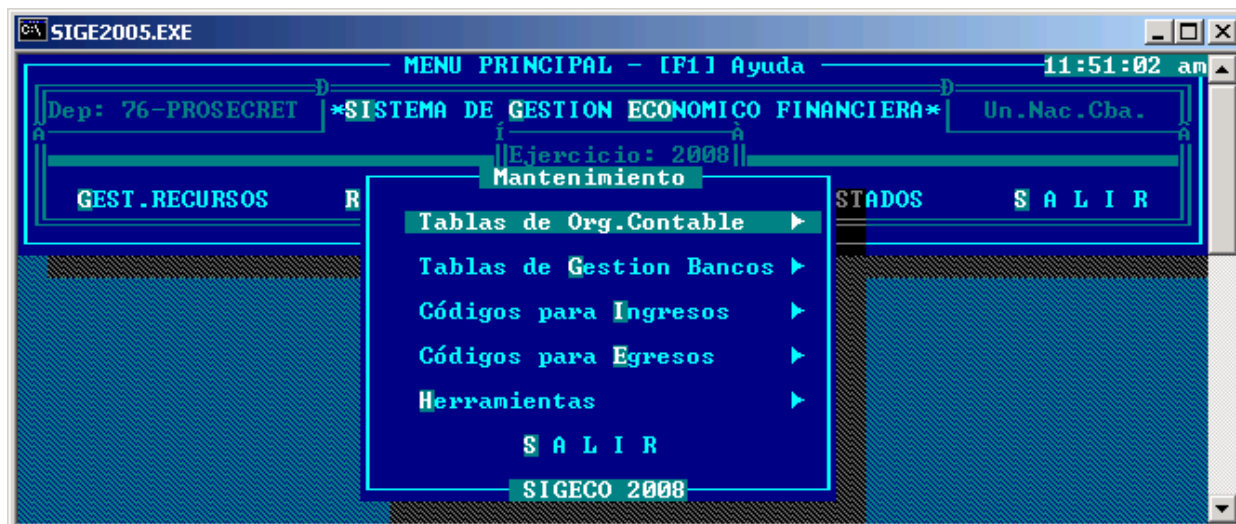 SIGE2005.EXE
MENU PRINCIPAL - [F1] Ayuda 11:51:02 am
Dep: 76-PROSECRET *SISTEMA DE GESTION ECONOMICO FINANCIERA* Un.Nac.Cba.
Ejercicio: 2008
Mantenimiento
GEST.RECURSOS R STADOS S A L I R
Tablas de Org.Contable
Tablas de Gestion Bancos
Códigos para Ingresos
Códigos para Egresos
Herramientas
S A L I R
SIGECO 2008